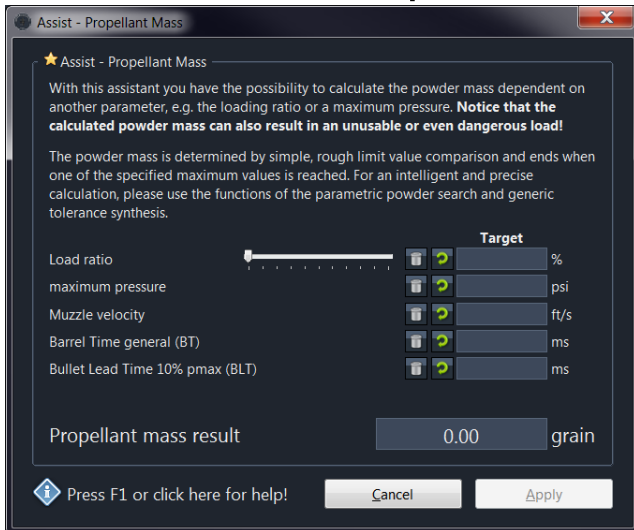 Assist - Propellant Mass
Assist - Propellant Mass
With this assistant you have the possibility to calculate the powder mass dependent on
another parameter, e.g. the loading ratio or a maximum pressure. Notice that the
calculated powder mass can also result in an unusable or even dangerous load!
The powder mass is determined by simple, rough limit value comparison and ends when
one of the specified maximum values is reached. For an intelligent and precise
calculation, please use the functions of the parametric powder search and generic
tolerance synthesis.
Target
Load ratio %
maximum pressure psi
Muzzle velocity ft/s
Barrel Time general (BT) ms
Bullet Lead Time 10% pmax (BLT) ms
Propellant mass result 0.00 grain
Press F1 or click here for help! Cancel Apply